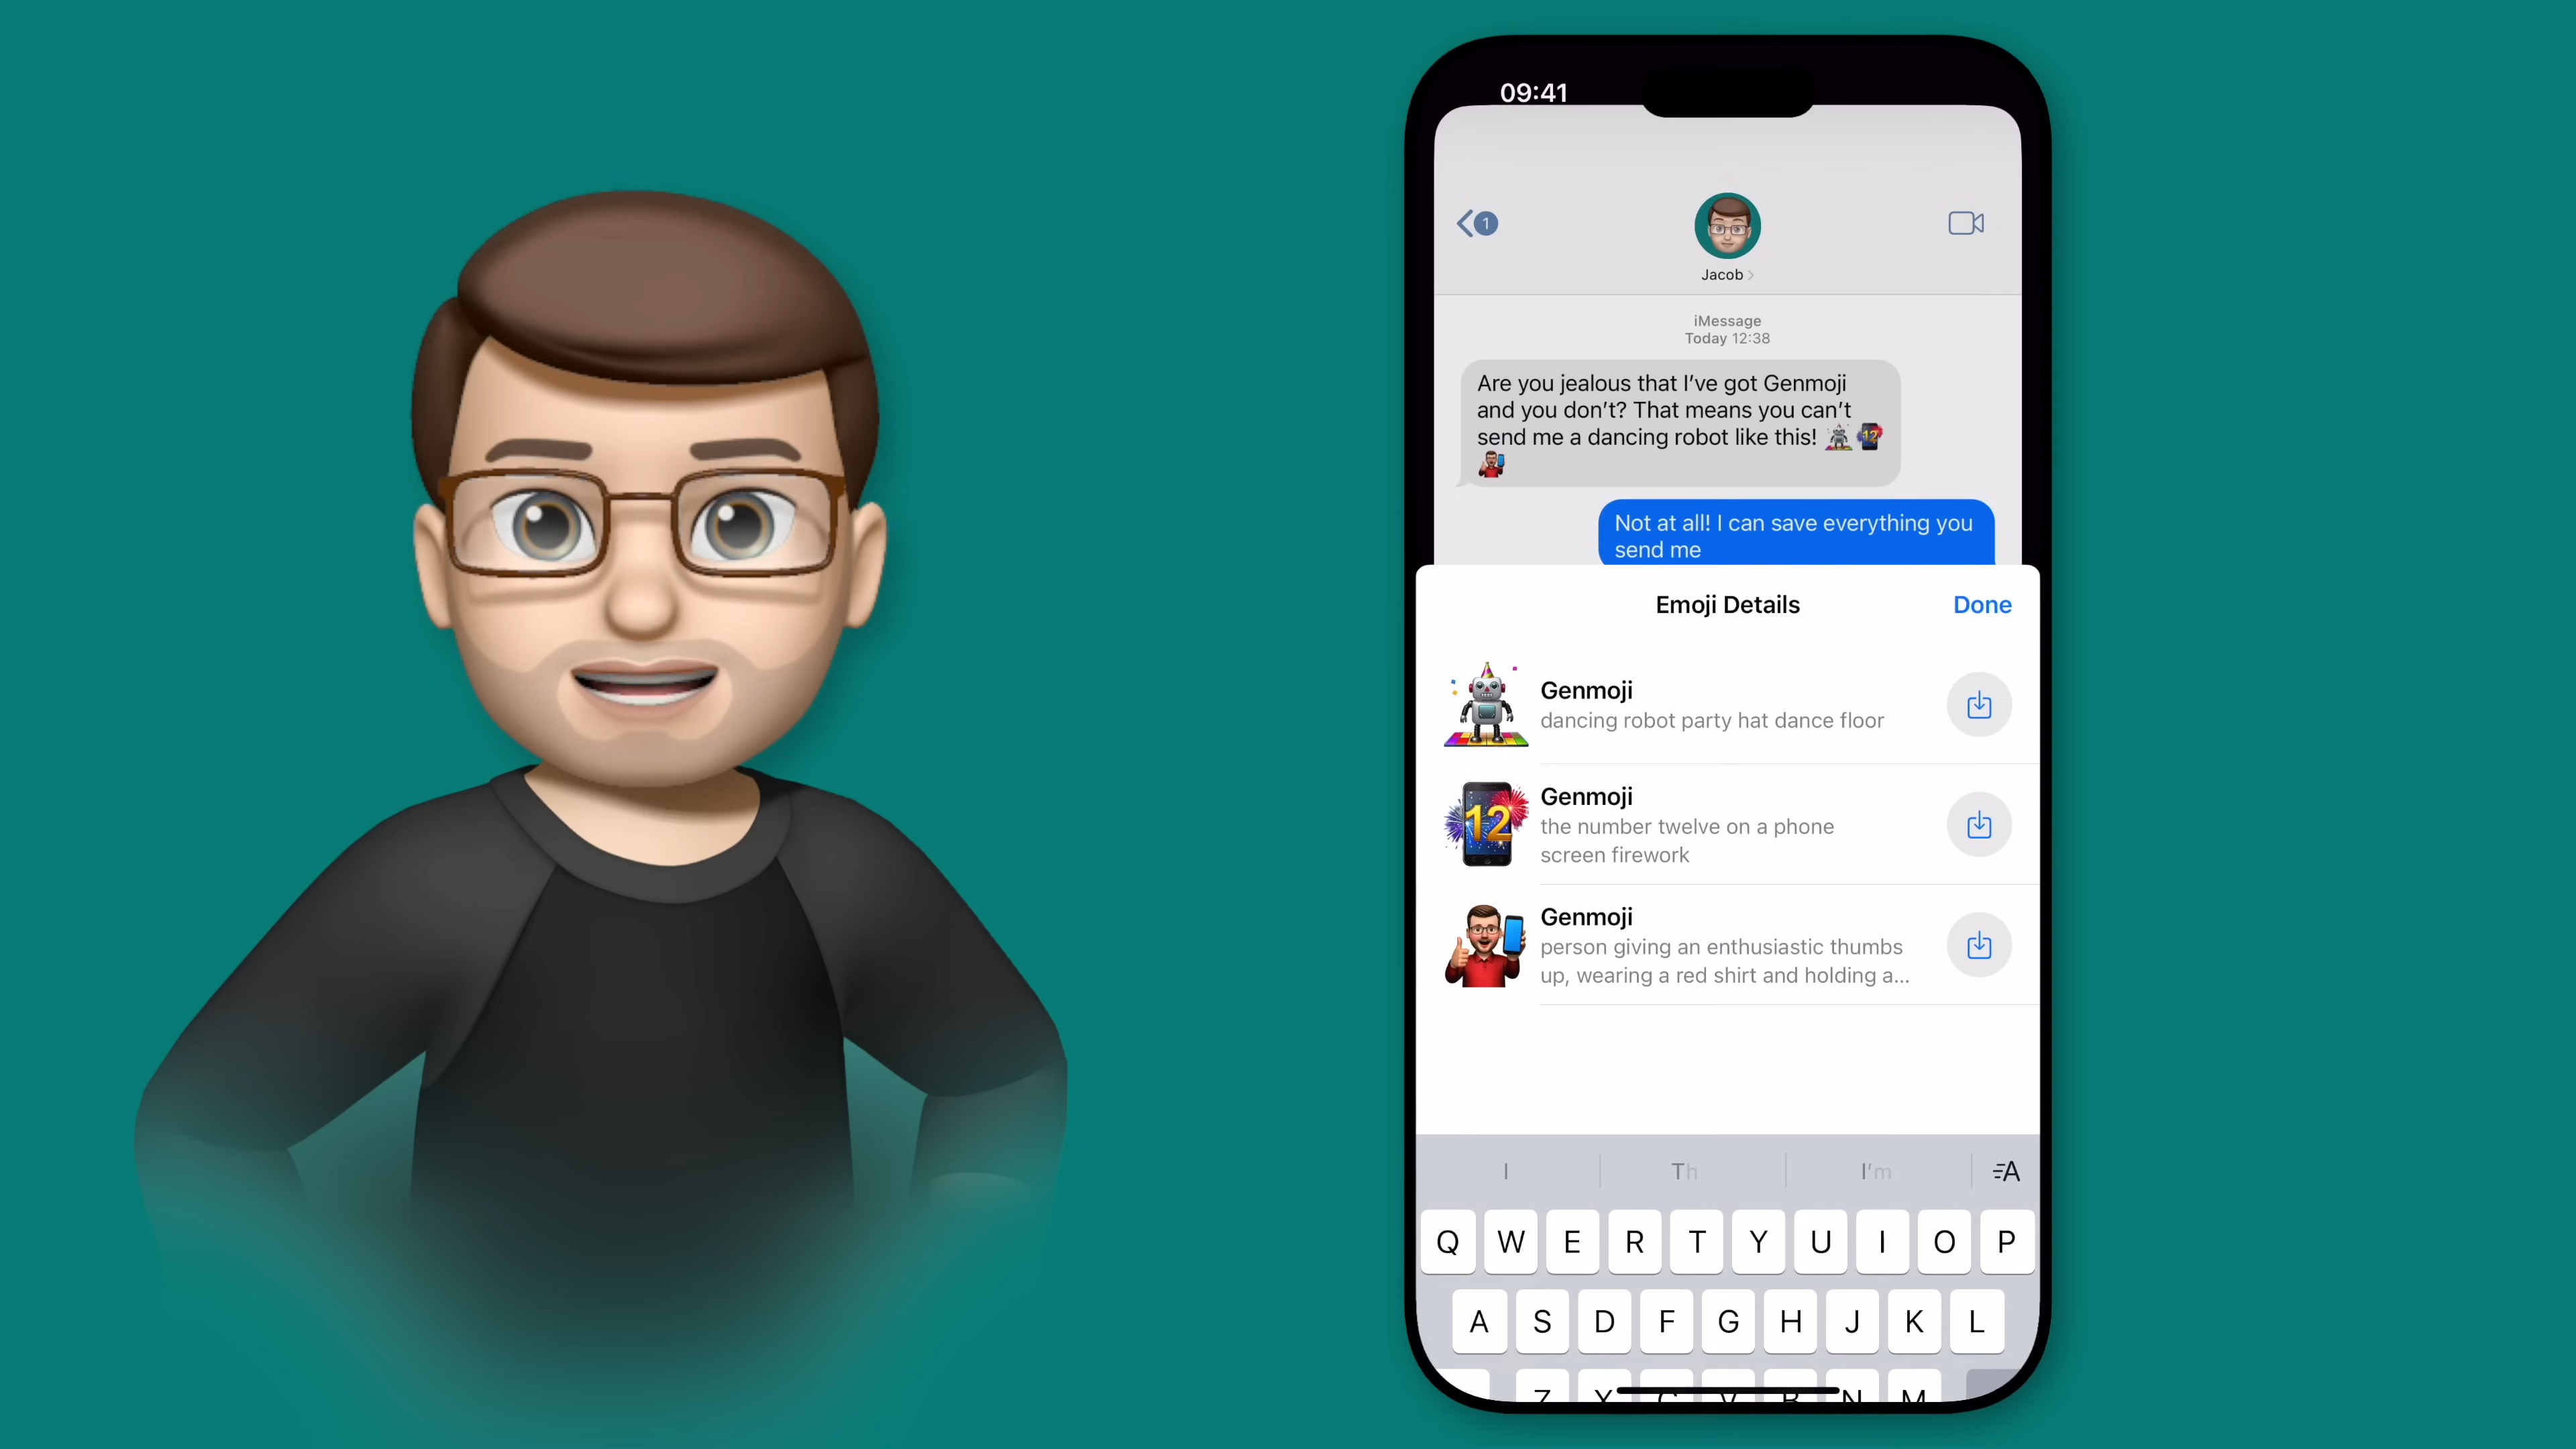 09:41
1
Jacob
iMessage
Today 12:38
Are you jealous that I've got Genmoji
and you don't? That means you can't
send me a dancing robot like this!
12
Not at all! I can save everything you
send me
Emoji Details
Done
Genmoji
dancing robot party hat dance floor
12
Genmoji
the number twelve on a phone
screen firework
Genmoji
person giving an enthusiastic thumbs
up, wearing a red shirt and holding a...
I
Th
I'm
A
Q W E R T Y U I O P
A S D F G H J K L
Z X C V B N M